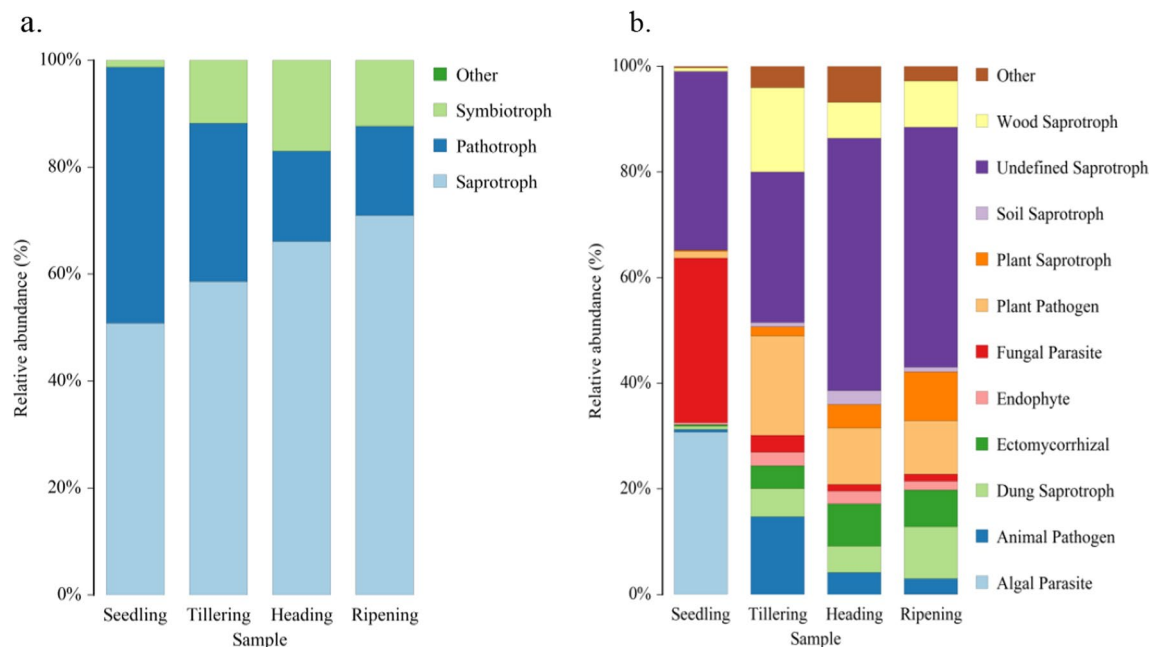 a.
100%
80%
60%
40%
20%
0%
Relative abundance (%)
Seedling
Tillering
Heading
Ripening
Sample
Other
Symbiotroph
Pathotroph
Saprotroph
b.
100%
80%
60%
40%
20%
0%
Relative abundance (%)
Seedling
Tillering
Heading
Ripening
Sample
Other
Wood Saprotroph
Undefined Saprotroph
Soil Saprotroph
Plant Saprotroph
Plant Pathogen
Fungal Parasite
Endophyte
Ectomycorrhizal
Dung Saprotroph
Animal Pathogen
Algal Parasite